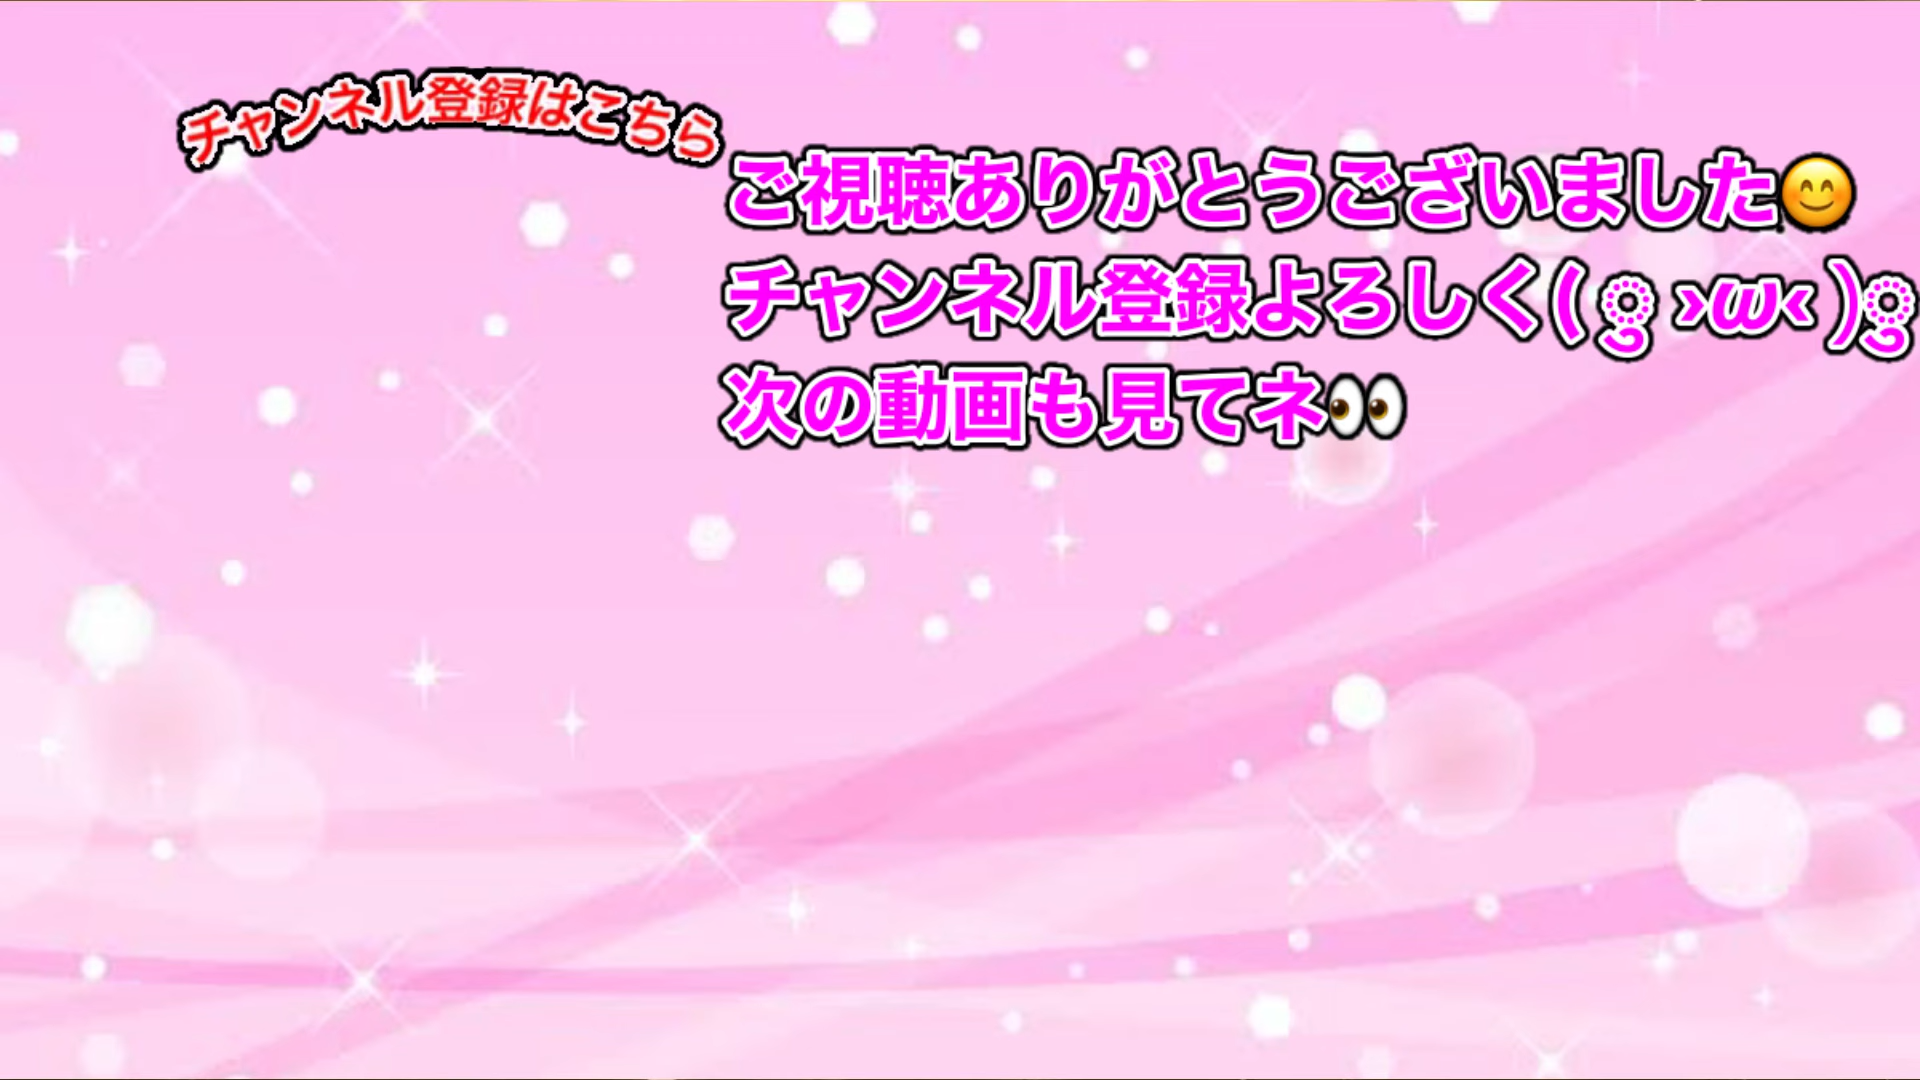 チャンネル登録はこちら
ご視聴ありがとうございました😊
チャンネル登録よろしく( ृ ›ω‹ ) ृ
次の動画も見てネ👀